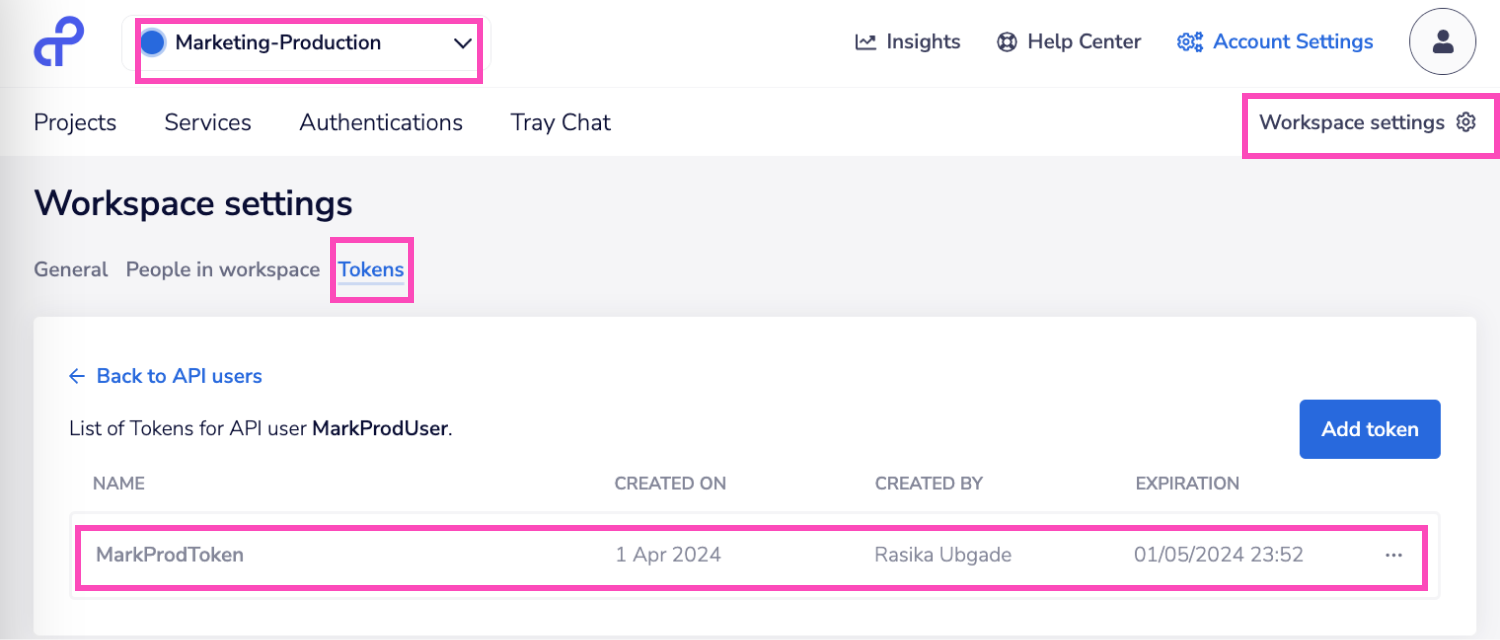 Marketing-Production
Insights
Help Center
Account Settings
Projects
Services
Authentications
Tray Chat
Workspace settings
Workspace settings
General
People in workspace
Tokens
← Back to API users
List of Tokens for API user MarkProdUser.
Add token
NAME CREATED ON CREATED BY EXPIRATION
MarkProdToken 1 Apr 2024 Rasika Ubgade 01/05/2024 23:52 ...